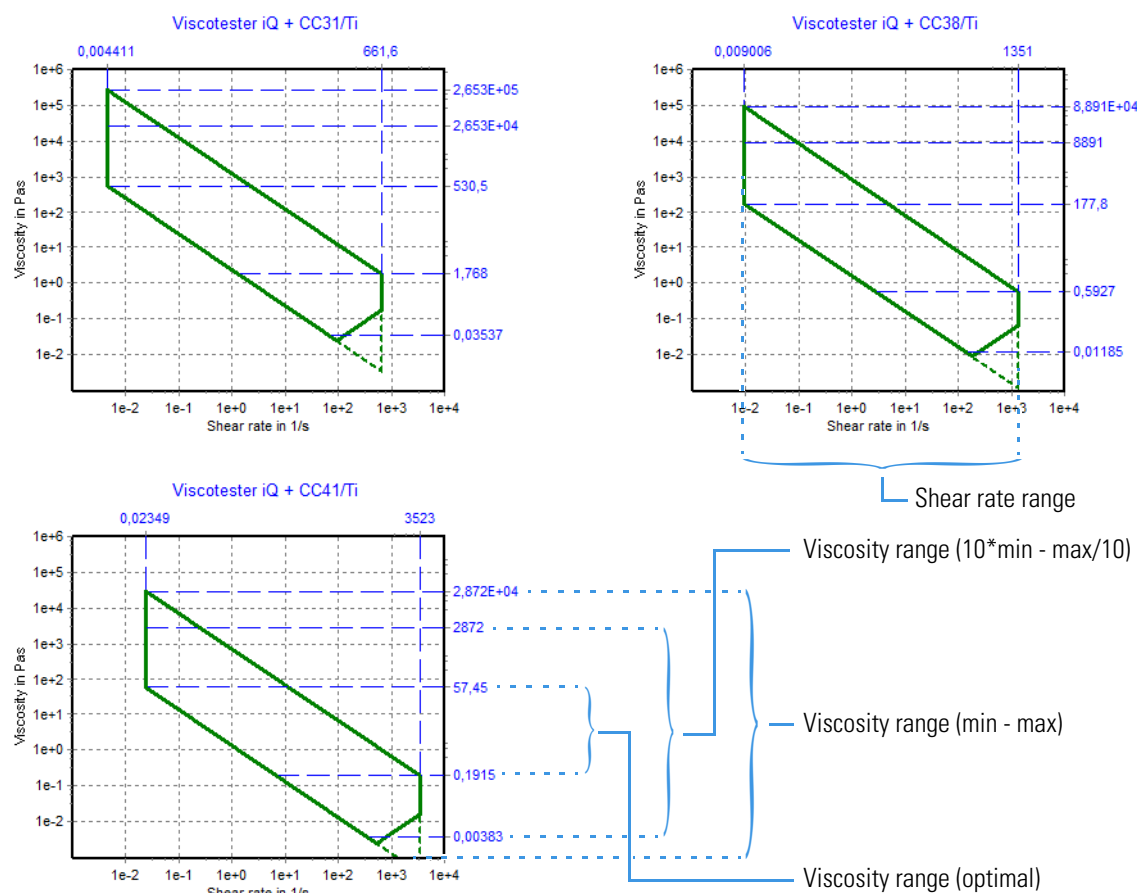 Viscotester iQ + CC31/Ti
0,004411 661,6
1e+6
1e+5
1e+4
1e+3
1e+2
1e+1
1e+0
1e-1
1e-2
Viscosity in Pas
2,653E+05
2,653E+04
530,5
1,768
0,03537
1e-2 1e-1 1e+0 1e+1 1e+2 1e+3 1e+4
Shear rate in 1/s
Viscotester iQ + CC38/Ti
0,009006 1351
1e+6
1e+5
1e+4
1e+3
1e+2
1e+1
1e+0
1e-1
1e-2
Viscosity in Pas
8,891E+04
8891
177,8
0,5927
0,01185
1e-2 1e-1 1e+0 1e+1 1e+2 1e+3 1e+4
Shear rate in 1/s
Shear rate range
Viscotester iQ + CC41/Ti
0,02349 3523
1e+6
1e+5
1e+4
1e+3
1e+2
1e+1
1e+0
1e-1
1e-2
Viscosity in Pas
2,872E+04
2872
57,45
0,1915
0,00383
1e-2 1e-1 1e+0 1e+1 1e+2 1e+3 1e+4
Shear rate in 1/s
Viscosity range (10*min - max/10)
Viscosity range (min - max)
Viscosity range (optimal)